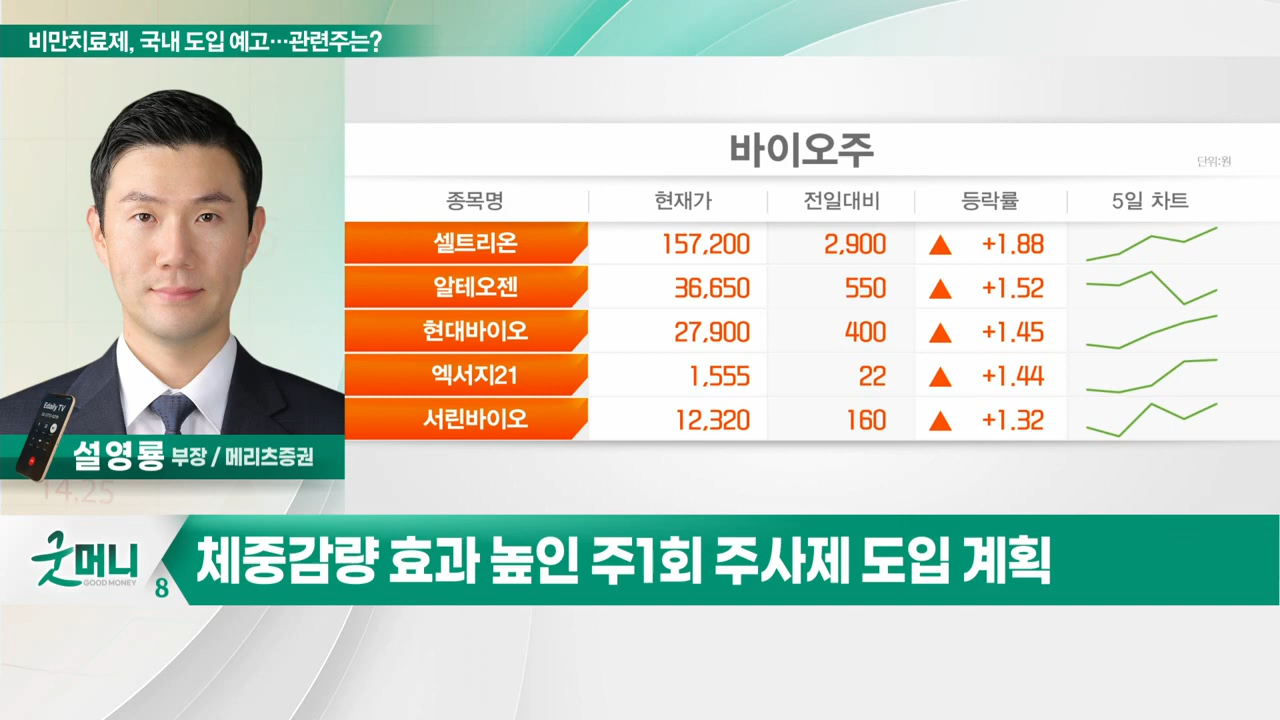 비만치료제, 국내 도입 예고…관련주는?
바이오주
단위:원
종목명 현재가 전일대비 등락률 5일 차트
셀트리온 157,200 2,900 ▲ +1.88
알테오젠 36,650 550 ▲ +1.52
현대바이오 27,900 400 ▲ +1.45
엑서지21 1,555 22 ▲ +1.44
서린바이오 12,320 160 ▲ +1.32
Edaily TV
설영룡 부장 / 메리츠증권
14.25
굿머니
GOOD MONEY
8
체중감량 효과 높인 주1회 주사제 도입 계획